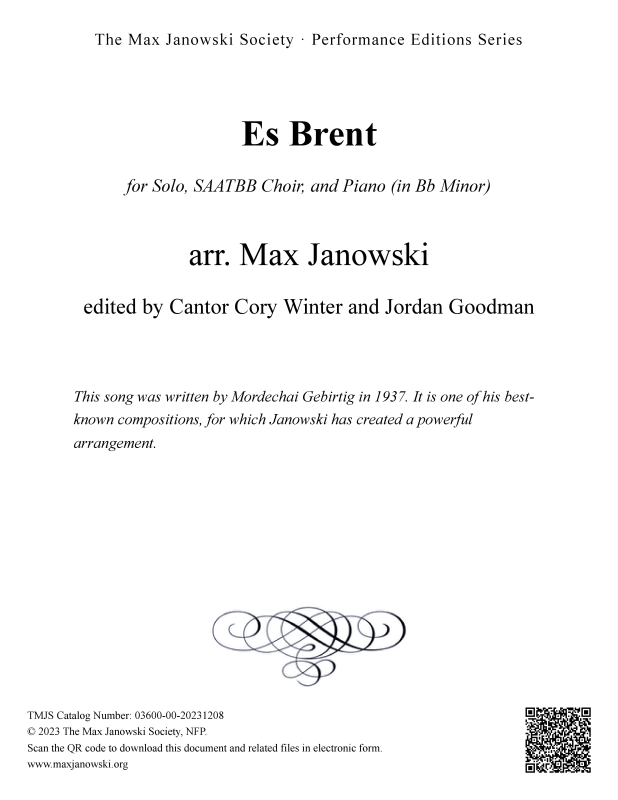 The Max Janowski Society · Performance Editions Series
Es Brent
for Solo, SAATBB Choir, and Piano (in Bb Minor)
arr. Max Janowski
edited by Cantor Cory Winter and Jordan Goodman
This song was written by Mordechai Gebirtig in 1937. It is one of his best-
known compositions, for which Janowski has created a powerful
arrangement.
TMJS Catalog Number: 03600-00-20231208
© 2023 The Max Janowski Society, NFP.
Scan the QR code to download this document and related files in electronic form.
www.maxjanowski.org